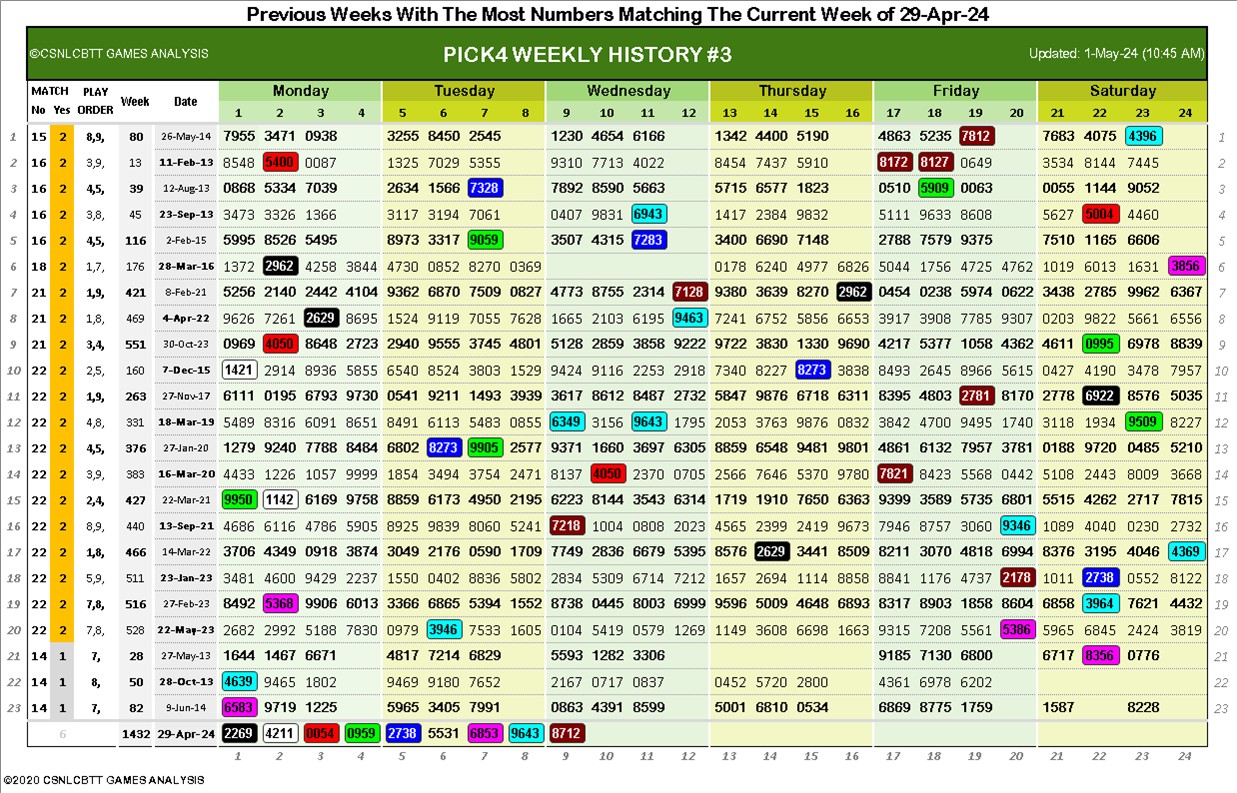 Previous Weeks With The Most Numbers Matching The Current Week of 29-Apr-24
©CSNLCBTT GAMES ANALYSIS PICK4 WEEKLY HISTORY #3 Updated: 1-May-24 (10:45 AM)
MATCH PLAY Week Date Monday Tuesday Wednesday Thursday Friday Saturday
No Yes ORDER 1 2 3 4 5 6 7 8 9 10 11 12 13 14 15 16 17 18 19 20 21 22 23 24
1 15 2 8,9, 80 26-May-14 7955 3471 0938 3255 8450 2545 1230 4654 6166 1342 4400 5190 4863 5235 7812 7683 4075 4396 1
2 16 2 3,9, 13 11-Feb-13 8548 5400 0087 1325 7029 5355 9310 7713 4022 8454 7437 5910 8172 8127 0649 3534 8144 7445 2
3 16 2 4,5, 39 12-Aug-13 0868 5334 7039 2634 1566 7328 7892 8590 5663 5715 6577 1823 0510 5909 0063 0055 1144 9052 3
4 16 2 3,8, 45 23-Sep-13 3473 3326 1366 3117 3194 7061 0407 9831 6943 1417 2384 9832 5111 9633 8608 5627 5004 4460 4
5 16 2 4,5, 116 2-Feb-15 5995 8526 5495 8973 3317 9059 3507 4315 7283 3400 6690 7148 2788 7579 9375 7510 1165 6606 5
6 18 2 1,7, 176 28-Mar-16 1372 2962 4258 3844 4730 0852 8270 0369 0178 6240 4977 6826 5044 1756 4725 4762 1019 6013 1631 3856 6
7 21 2 1,9, 421 8-Feb-21 5256 2140 2442 4104 9362 6870 7109 0827 4773 8755 2314 7128 9380 3639 8270 2962 0454 0238 5974 0622 3438 2785 9962 6367 7
8 21 2 1,8, 469 4-Apr-22 9626 7261 2629 8695 1524 9119 7055 7628 1665 2103 6195 9463 7241 6752 5856 6653 3917 3908 7785 9307 0203 9822 5661 6556 8
9 21 2 3,4, 551 30-Oct-23 0969 4050 8648 2723 2940 9555 3745 4801 5128 2859 3858 9222 9722 3830 1330 9690 4217 5377 1058 4362 4611 0995 6978 8839 9
10 22 2 2,5, 160 7-Dec-15 1421 2914 8936 5855 6540 8524 3803 1529 9424 9116 2253 2918 7340 8227 8273 3838 8493 2645 8966 5615 0427 4190 3478 7957 10
11 22 2 1,9, 263 27-Nov-17 6111 0195 6793 9730 0541 9211 1493 3939 3617 8612 8487 2732 5847 9876 6718 6311 8395 4803 2781 8170 2778 6922 8576 5035 11
12 22 2 4,8, 331 18-Mar-19 5489 8316 6091 8651 8491 6213 5483 0855 6349 3156 9643 1795 2053 3763 9876 0832 3842 4700 9495 1740 3118 1934 9509 8227 12
13 22 2 4,5, 376 27-Jan-20 1279 9240 7788 8484 6802 8273 9905 2577 9371 1660 3697 6305 8859 6548 9481 9801 4861 6132 7957 3781 0188 9720 0485 5210 13
14 22 2 3,9, 383 16-Mar-20 4433 1226 1057 9999 1854 3494 3754 2471 8137 4050 2370 0705 2566 7646 5370 9780 7821 8423 5568 0442 5108 2443 8009 3668 14
15 22 2 2,4, 427 22-Mar-21 9950 1142 6169 9758 8859 6173 4950 2195 6223 8144 3543 6314 1719 1910 7650 6363 9399 3589 5735 6801 5515 4262 2717 7815 15
16 22 2 8,9, 440 13-Sep-21 4686 6116 4786 5905 8925 9839 8060 5241 7218 1004 0808 2023 4565 2399 2419 9673 7946 8757 3060 9346 1089 4040 0230 2732 16
17 22 2 1,8, 466 14-Mar-22 3706 4349 0918 3874 3049 2176 0590 1709 7749 2836 6679 5395 8576 2629 3441 8509 8211 3070 4818 6994 8376 3195 4046 4369 17
18 22 2 5,9, 511 23-Jan-23 3481 4600 9429 2237 1550 0402 8836 5802 2834 5309 6714 7212 1657 2694 1114 8858 8841 1176 4737 2178 1011 2738 0552 8122 18
19 22 2 7,8, 516 27-Feb-23 8492 5368 9906 6013 3366 6865 5394 1552 8738 0445 8003 6999 9596 5009 4648 6893 8317 8903 1858 8604 6858 3964 7621 4432 19
20 22 2 7,8, 528 22-May-23 2682 2992 5188 7830 0979 3946 7533 1605 0104 5419 0579 1269 1149 3608 6698 1663 9315 7208 5561 5386 5965 6845 2424 3819 20
21 14 1 7, 28 27-May-13 1644 1467 6671 4817 7214 6829 5593 1282 3306 9185 7130 6800 6717 8356 0776 21
22 14 1 8, 50 28-Oct-13 4639 9465 1802 9469 9180 7652 2167 0717 0837 0452 5720 2800 4361 6978 6202 22
23 14 1 7, 82 9-Jun-14 6583 9719 1225 5965 3405 7991 0863 4391 8599 5001 6810 0534 6869 8775 1759 1587 8228 23
6 1432 29-Apr-24 2269 4211 0054 0959 2738 5531 6853 9643 8712
1 2 3 4 5 6 7 8 9 10 11 12 13 14 15 16 17 18 19 20 21 22 23 24
©2020 CSNLCBTT GAMES ANALYSIS